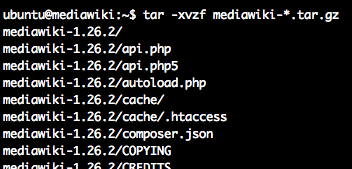 ubuntu@mediawiki:~$ tar -xvzf mediawiki-*.tar.gz
mediawiki-1.26.2/
mediawiki-1.26.2/api.php
mediawiki-1.26.2/api.php5
mediawiki-1.26.2/autoload.php
mediawiki-1.26.2/cache/
mediawiki-1.26.2/cache/.htaccess
mediawiki-1.26.2/composer.json
mediawiki-1.26.2/COPYING
mediawiki-1.26.2/CREDITS